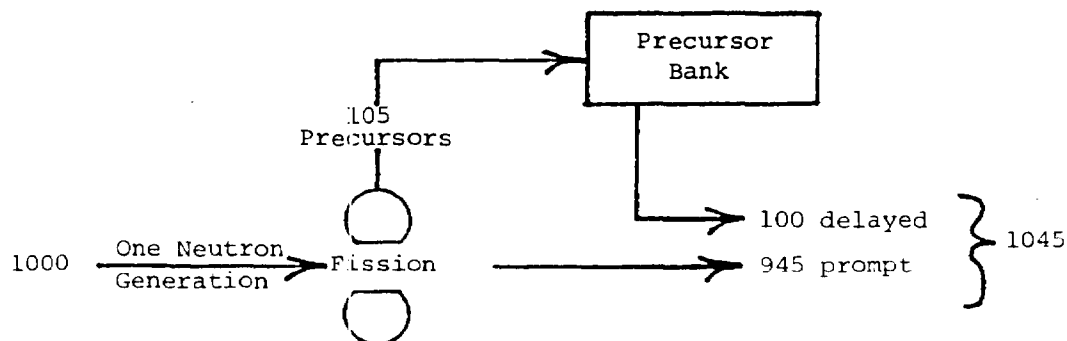 Precursor
Bank
105
Precursors
100 delayed
1045
1000
One Neutron
Generation
Fission
945 prompt